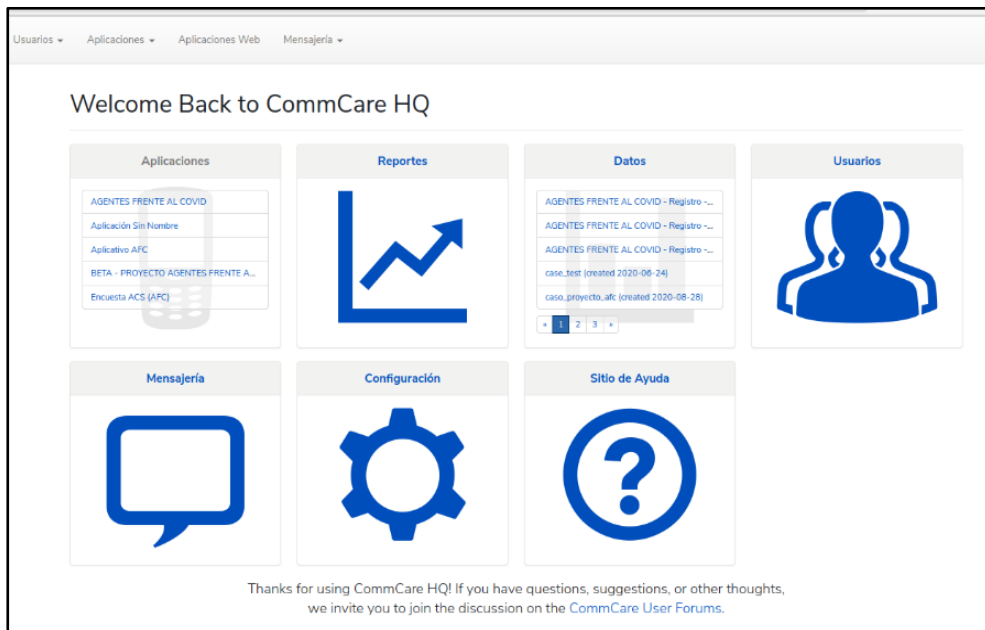 Usuarios Aplicaciones Aplicaciones Web Mensajería
Welcome Back to CommCare HQ
Aplicaciones
AGENTES FRENTE AL COVID
Aplicación Sin Nombre
Aplicativo AFC
BETA - PROYECTO AGENTES FRENTE A...
Encuesta ACS (AFC)
Reportes
Datos
AGENTES FRENTE AL COVID - Registro -...
AGENTES FRENTE AL COVID - Registro -...
AGENTES FRENTE AL COVID - Registro -...
case_test (created 2020-06-24)
caso_proyecto_afc (created 2020-08-28)
« 1 2 3 »
Usuarios
Mensajería
Configuración
Sitio de Ayuda
?
Thanks for using CommCare HQ! If you have questions, suggestions, or other thoughts,
we invite you to join the discussion on the CommCare User Forums.